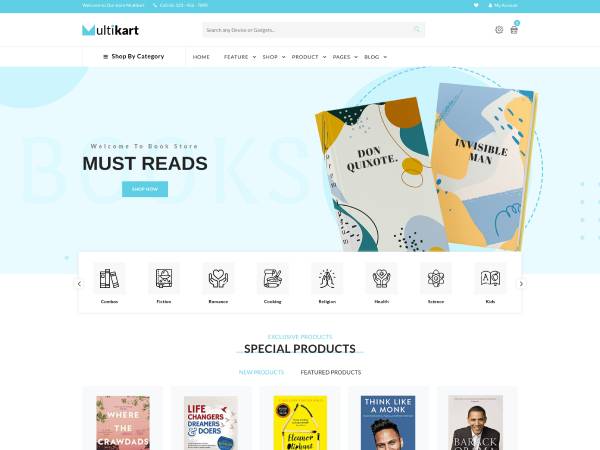 Welcome to Our store Multikart
Call Us: 123 - 456 - 7890
My Account
Multikart
Search any Device or Gadgets...
Shop By Category
HOME
FEATURE
SHOP
PRODUCT
PAGES
BLOG
BOOKS
Welcome To Book Store
MUST READS
SHOP NOW
DON
QUIXOTE.
INVISIBLE
MAN
Combos
Fiction
Romance
Cooking
Religion
Health
Science
Kids
EXCLUSIVE PRODUCTS
SPECIAL PRODUCTS
NEW PRODUCTS
FEATURED PRODUCTS
WHERE
THE
CRAWDADS
LIFE
CHANGERS
DREAMERS
& DOERS
Eleanor
Oliphant
THINK LIKE
A MONK
BARACK
OBAMA